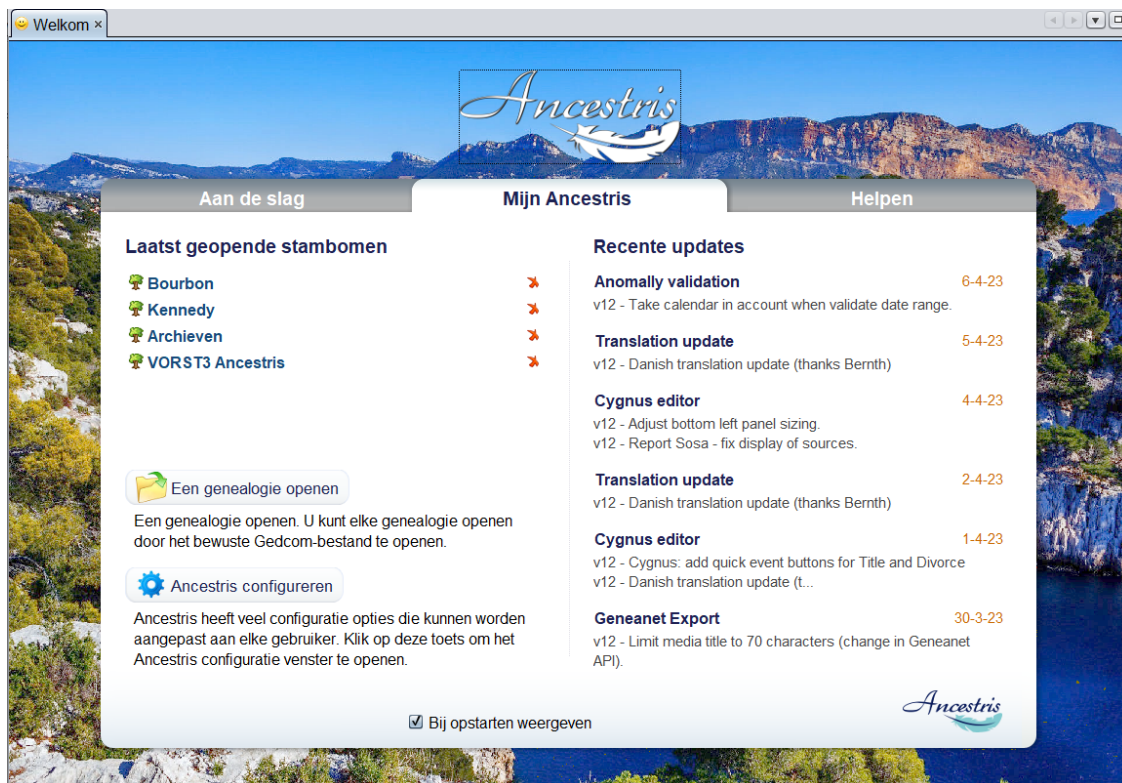 Welkom
Ancestris
Aan de slag
Mijn Ancestris
Helpen
Laatst geopende stambomen
Bourbon
Kennedy
Archieven
VORST3 Ancestris
Een genealogie openen
Een genealogie openen. U kunt elke genealogie openen
door het bewuste Gedcom-bestand te openen.
Ancestris configureren
Ancestris heeft veel configuratie opties die kunnen worden
aangepast aan elke gebruiker. Klik op deze toets om het
Ancestris configuratie venster te openen.
Recente updates
Anomally validation 6-4-23
v12 - Take calendar in account when validate date range.
Translation update 5-4-23
v12 - Danish translation update (thanks Bernth)
Cygnus editor 4-4-23
v12 - Adjust bottom left panel sizing.
v12 - Report Sosa - fix display of sources.
Translation update 2-4-23
v12 - Danish translation update (thanks Bernth)
Cygnus editor 1-4-23
v12 - Cygnus: add quick event buttons for Title and Divorce
v12 - Danish translation update (t...
Geneanet Export 30-3-23
v12 - Limit media title to 70 characters (change in Geneanet
API).
Ancestris
Bij opstarten weergeven